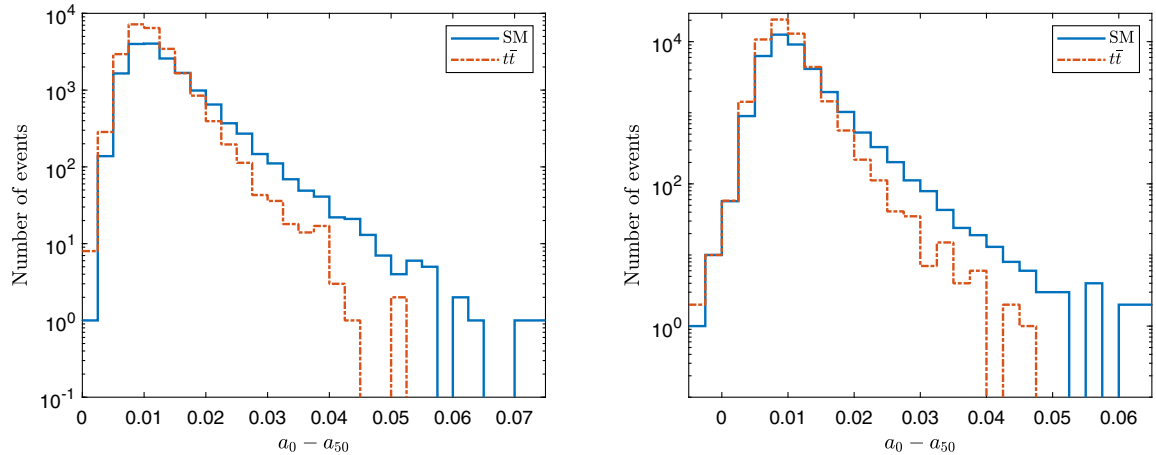 Number of events
10^4
10^3
10^2
10^1
10^0
10^-1
0 0.01 0.02 0.03 0.04 0.05 0.06 0.07
a_0 − a_50
SM
tt̄
Number of events
10^4
10^2
10^0
0 0.01 0.02 0.03 0.04 0.05 0.06
a_0 − a_50
SM
tt̄